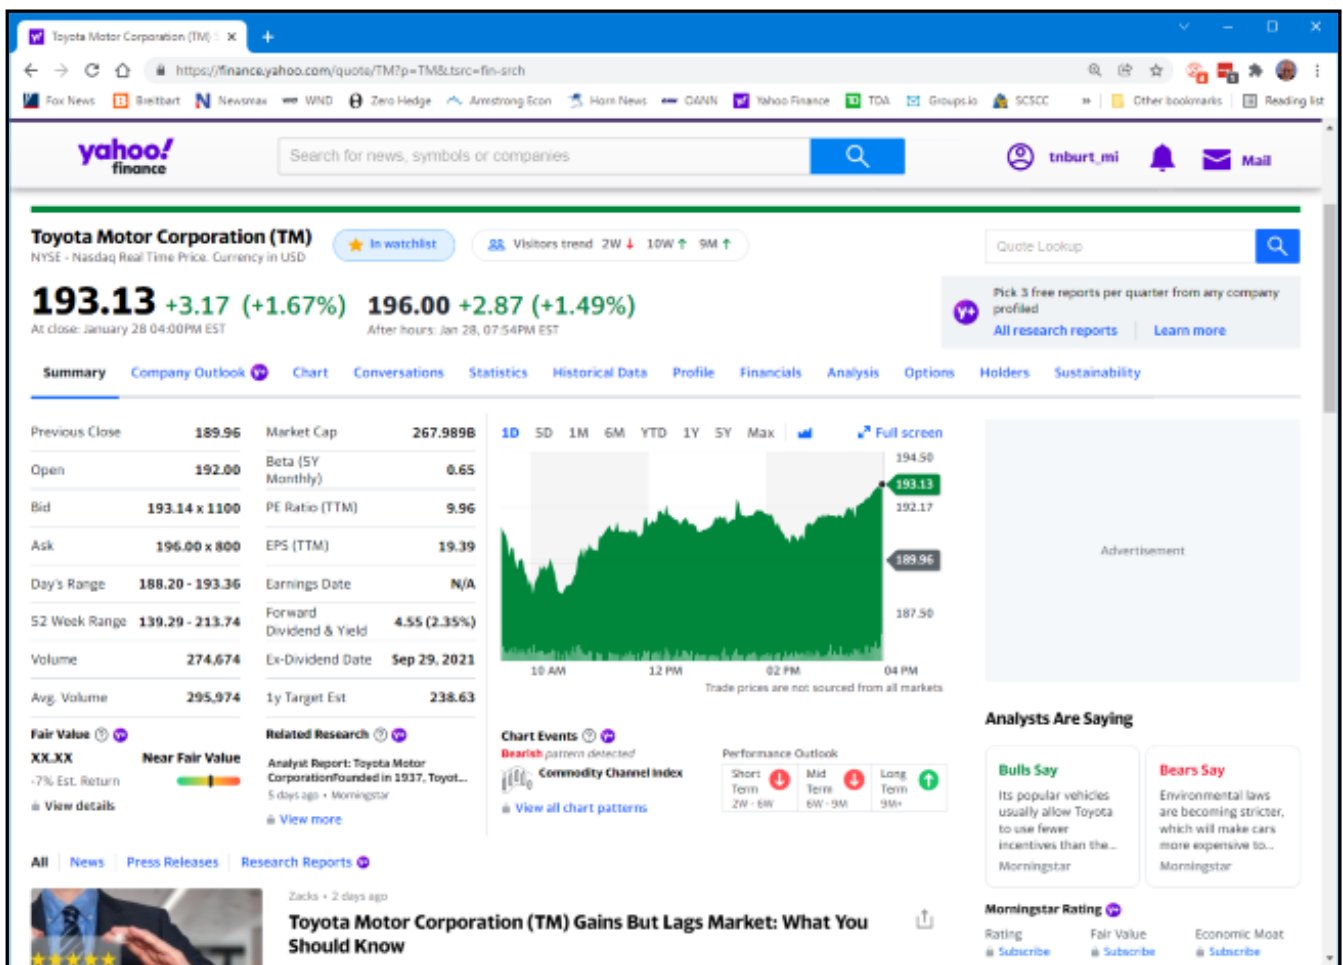 Toyota Motor Corporation (TM) S
https://finance.yahoo.com/quote/TM?p=TM&.tsrc=fin-srch
Fox News Breitbart Newsmax WND Zero Hedge Armstrong Econ Horn News OANN Yahoo Finance TDA Groups.io SCSCC » Other bookmarks Reading list
yahoo! finance
Search for news, symbols or companies
tnburt_mi
Mail
Toyota Motor Corporation (TM)
NYSE - Nasdaq Real Time Price. Currency in USD
In watchlist
Visitors trend 2W ↓ 10W ↑ 9M ↑
Quote Lookup
193.13 +3.17 (+1.67%)
At close: January 28 04:00PM EST
196.00 +2.87 (+1.49%)
After hours: Jan 28, 07:54PM EST
Pick 3 free reports per quarter from any company
profiled
All research reports Learn more
Summary Company Outlook Chart Conversations Statistics Historical Data Profile Financials Analysis Options Holders Sustainability
Previous Close 189.96
Open 192.00
Bid 193.14 x 1100
Ask 196.00 x 800
Day's Range 188.20 - 193.36
52 Week Range 139.29 - 213.74
Volume 274,674
Avg. Volume 295,974
Market Cap 267.989B
Beta (5Y
Monthly) 0.65
PE Ratio (TTM) 9.96
EPS (TTM) 19.39
Earnings Date N/A
Forward
Dividend & Yield 4.55 (2.35%)
Ex-Dividend Date Sep 29, 2021
1y Target Est 238.63
1D 5D 1M 6M YTD 1Y 5Y Max Full screen
194.50
193.13
192.17
189.96
187.50
10 AM 12 PM 02 PM 04 PM
Trade prices are not sourced from all markets
Advertisement
Fair Value
XX.XX Near Fair Value
-7% Est. Return
View details
Related Research
Analyst Report: Toyota Motor
CorporationFounded in 1937, Toyot...
5 days ago • Morningstar
View more
Chart Events
Bearish pattern detected
Commodity Channel Index
View all chart patterns
Performance Outlook
Short
Term
2W - 6W
Mid
Term
6W - 9M
Long
Term
9M+
Analysts Are Saying
Bulls Say
Its popular vehicles
usually allow Toyota
to use fewer
incentives than the...
Morningstar
Bears Say
Environmental laws
are becoming stricter,
which will make cars
more expensive to...
Morningstar
All News Press Releases Research Reports
Zacks • 2 days ago
Toyota Motor Corporation (TM) Gains But Lags Market: What You
Should Know
Morningstar Rating
Rating Fair Value Economic Moat
Subscribe Subscribe Subscribe